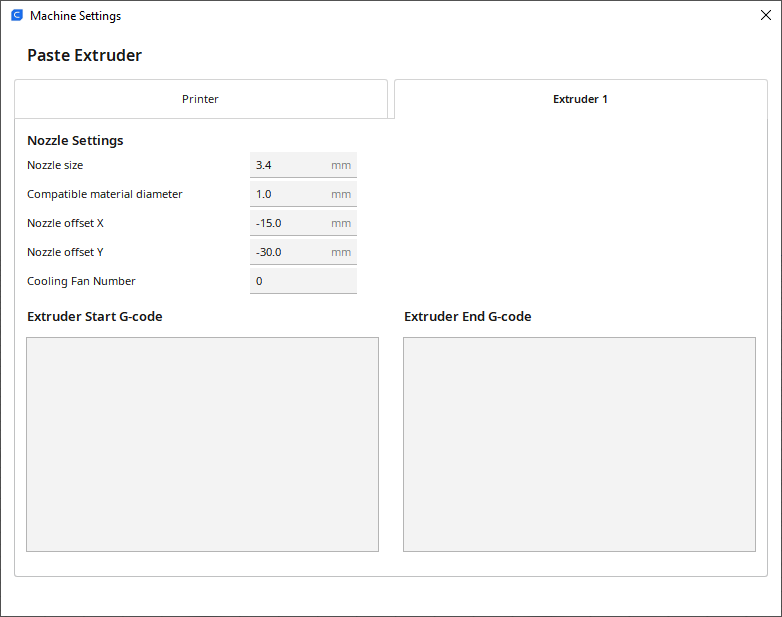 Machine Settings
Paste Extruder
Printer
Extruder 1
Nozzle Settings
Nozzle size 3.4 mm
Compatible material diameter 1.0 mm
Nozzle offset X -15.0 mm
Nozzle offset Y -30.0 mm
Cooling Fan Number 0
Extruder Start G-code
Extruder End G-code